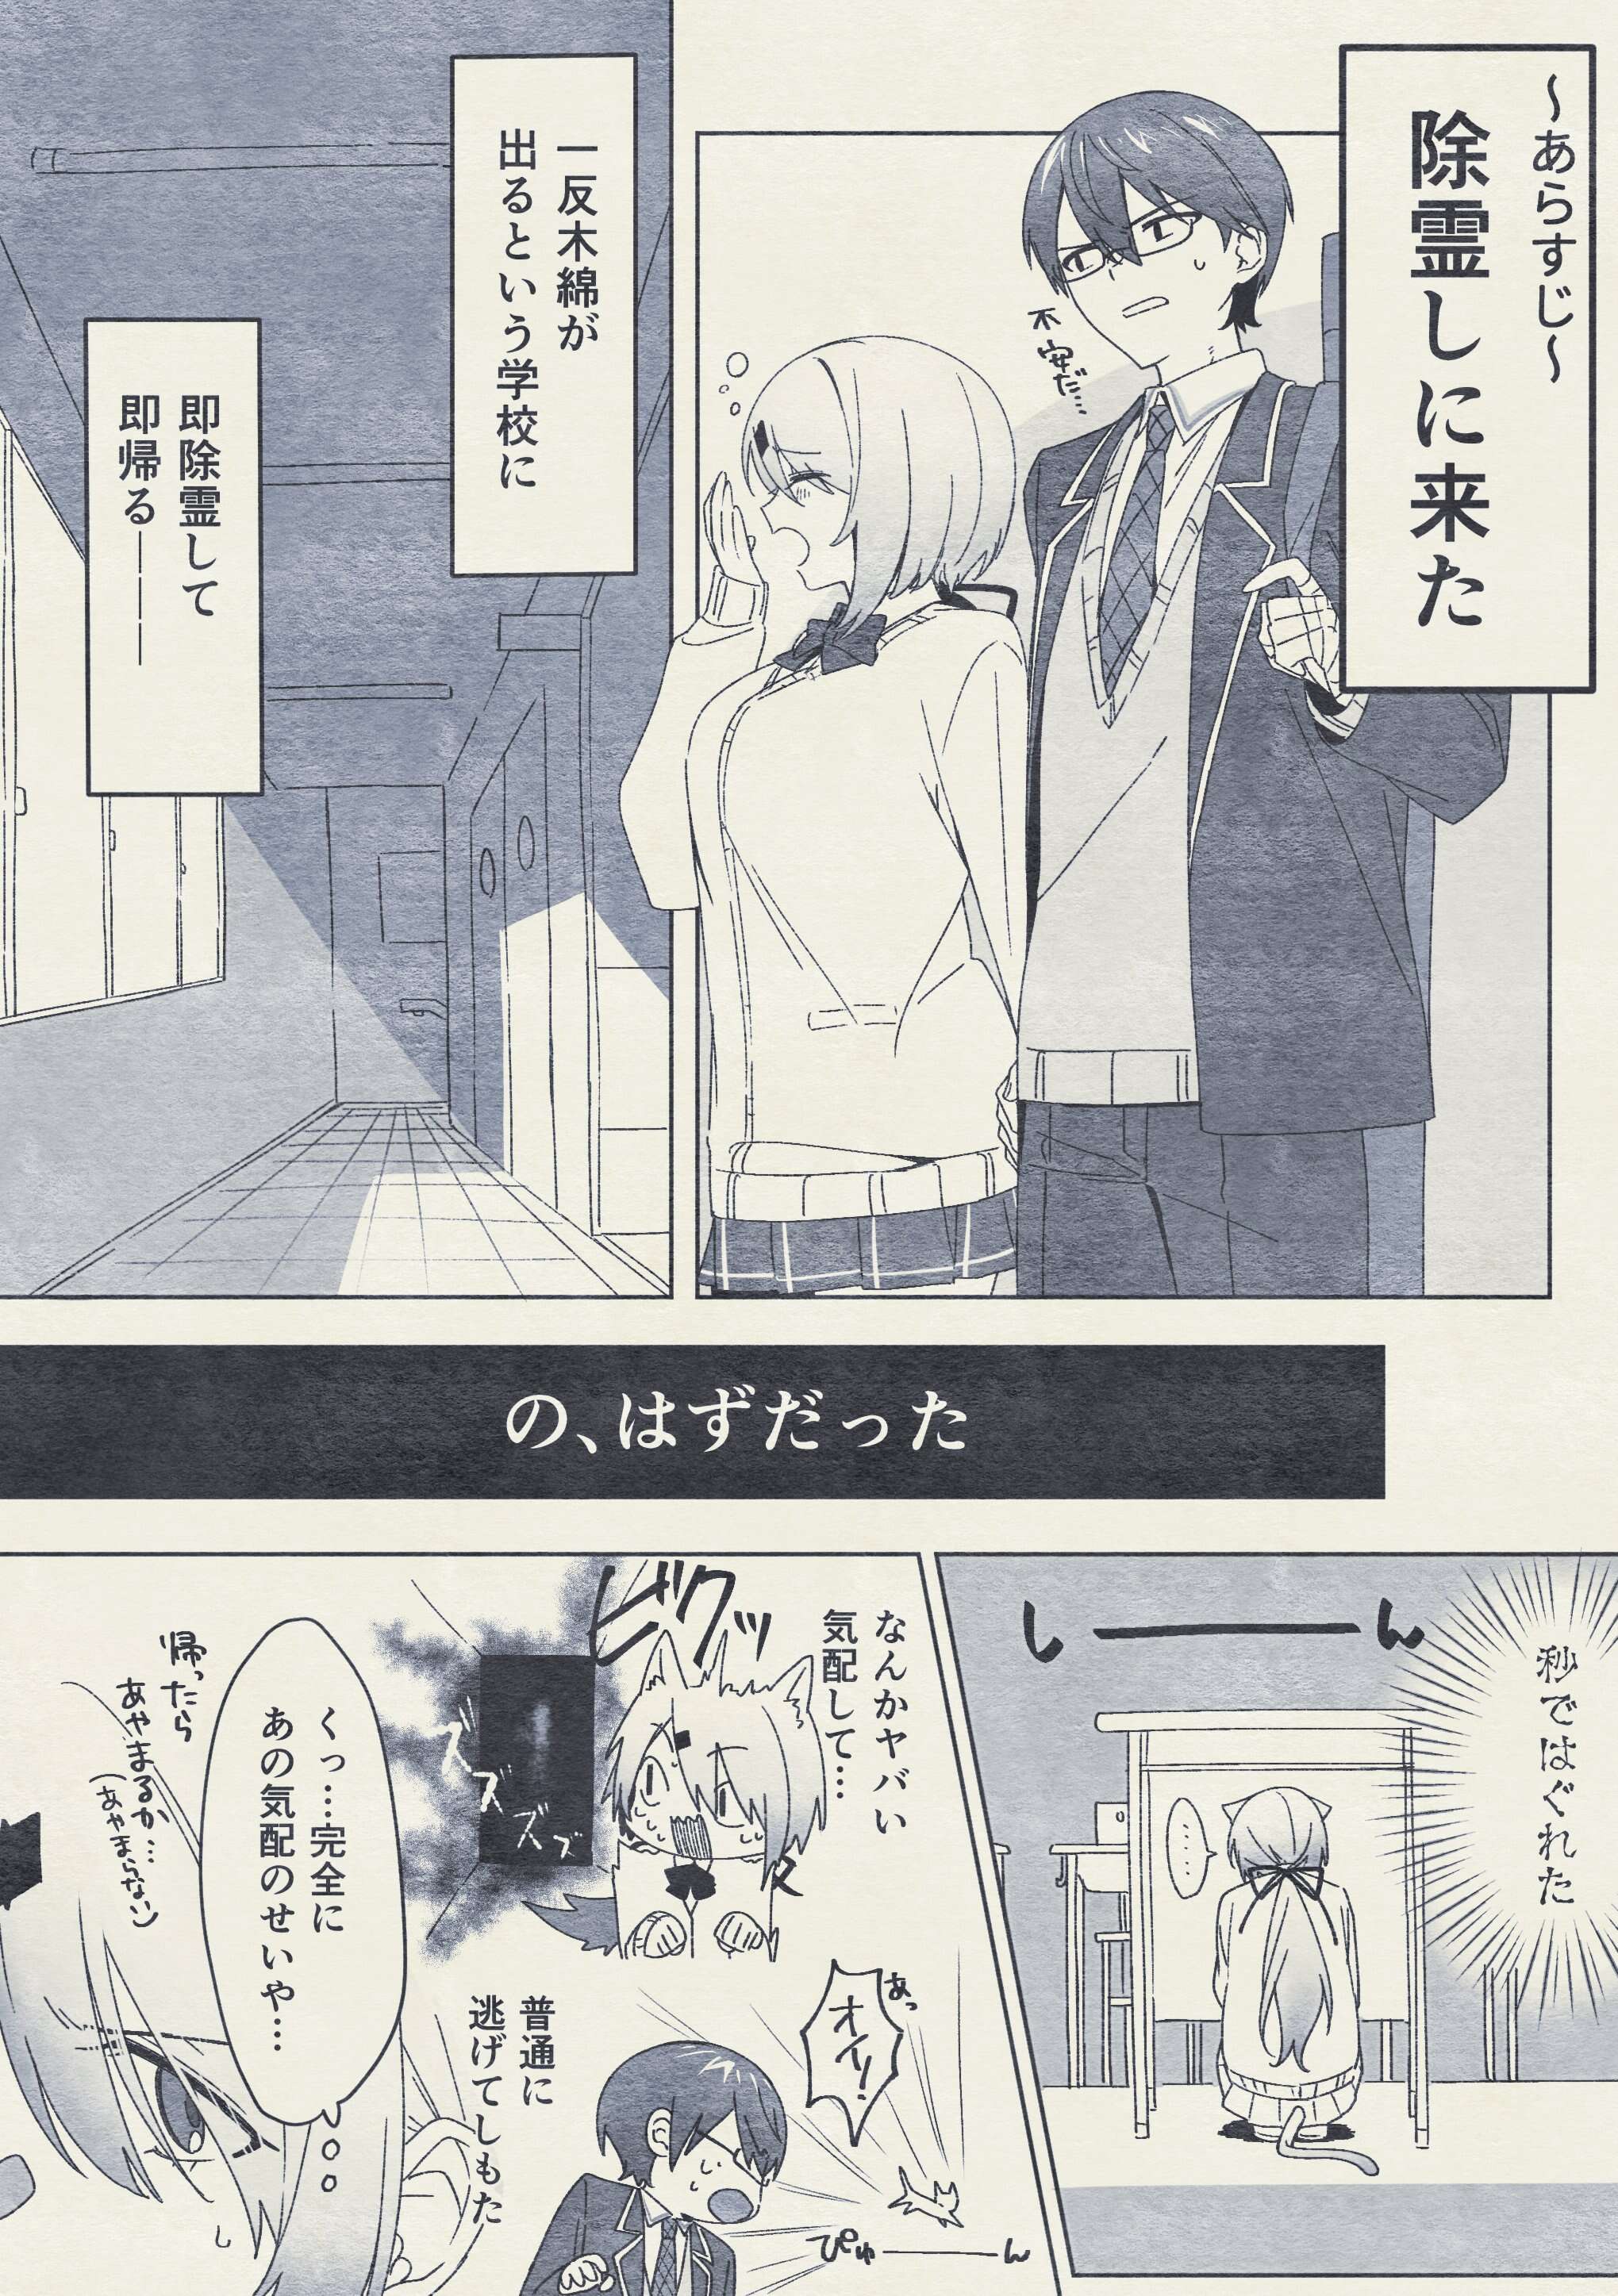 ～あらすじ～
除霊しに来た
不安だ…
一反木綿が
出るという学校に
即除霊して
即帰る―――
の、はずだった
秒ではぐれた
しーーーん
……
なんかヤバい
気配して…
ビクッ
ズズズズ
あっ
オイ!
ぴゅーーーん
普通に
逃げてしもた
くっ…完全に
あの気配のせいや…
帰ったら
あやまるか…
(あやまらない)